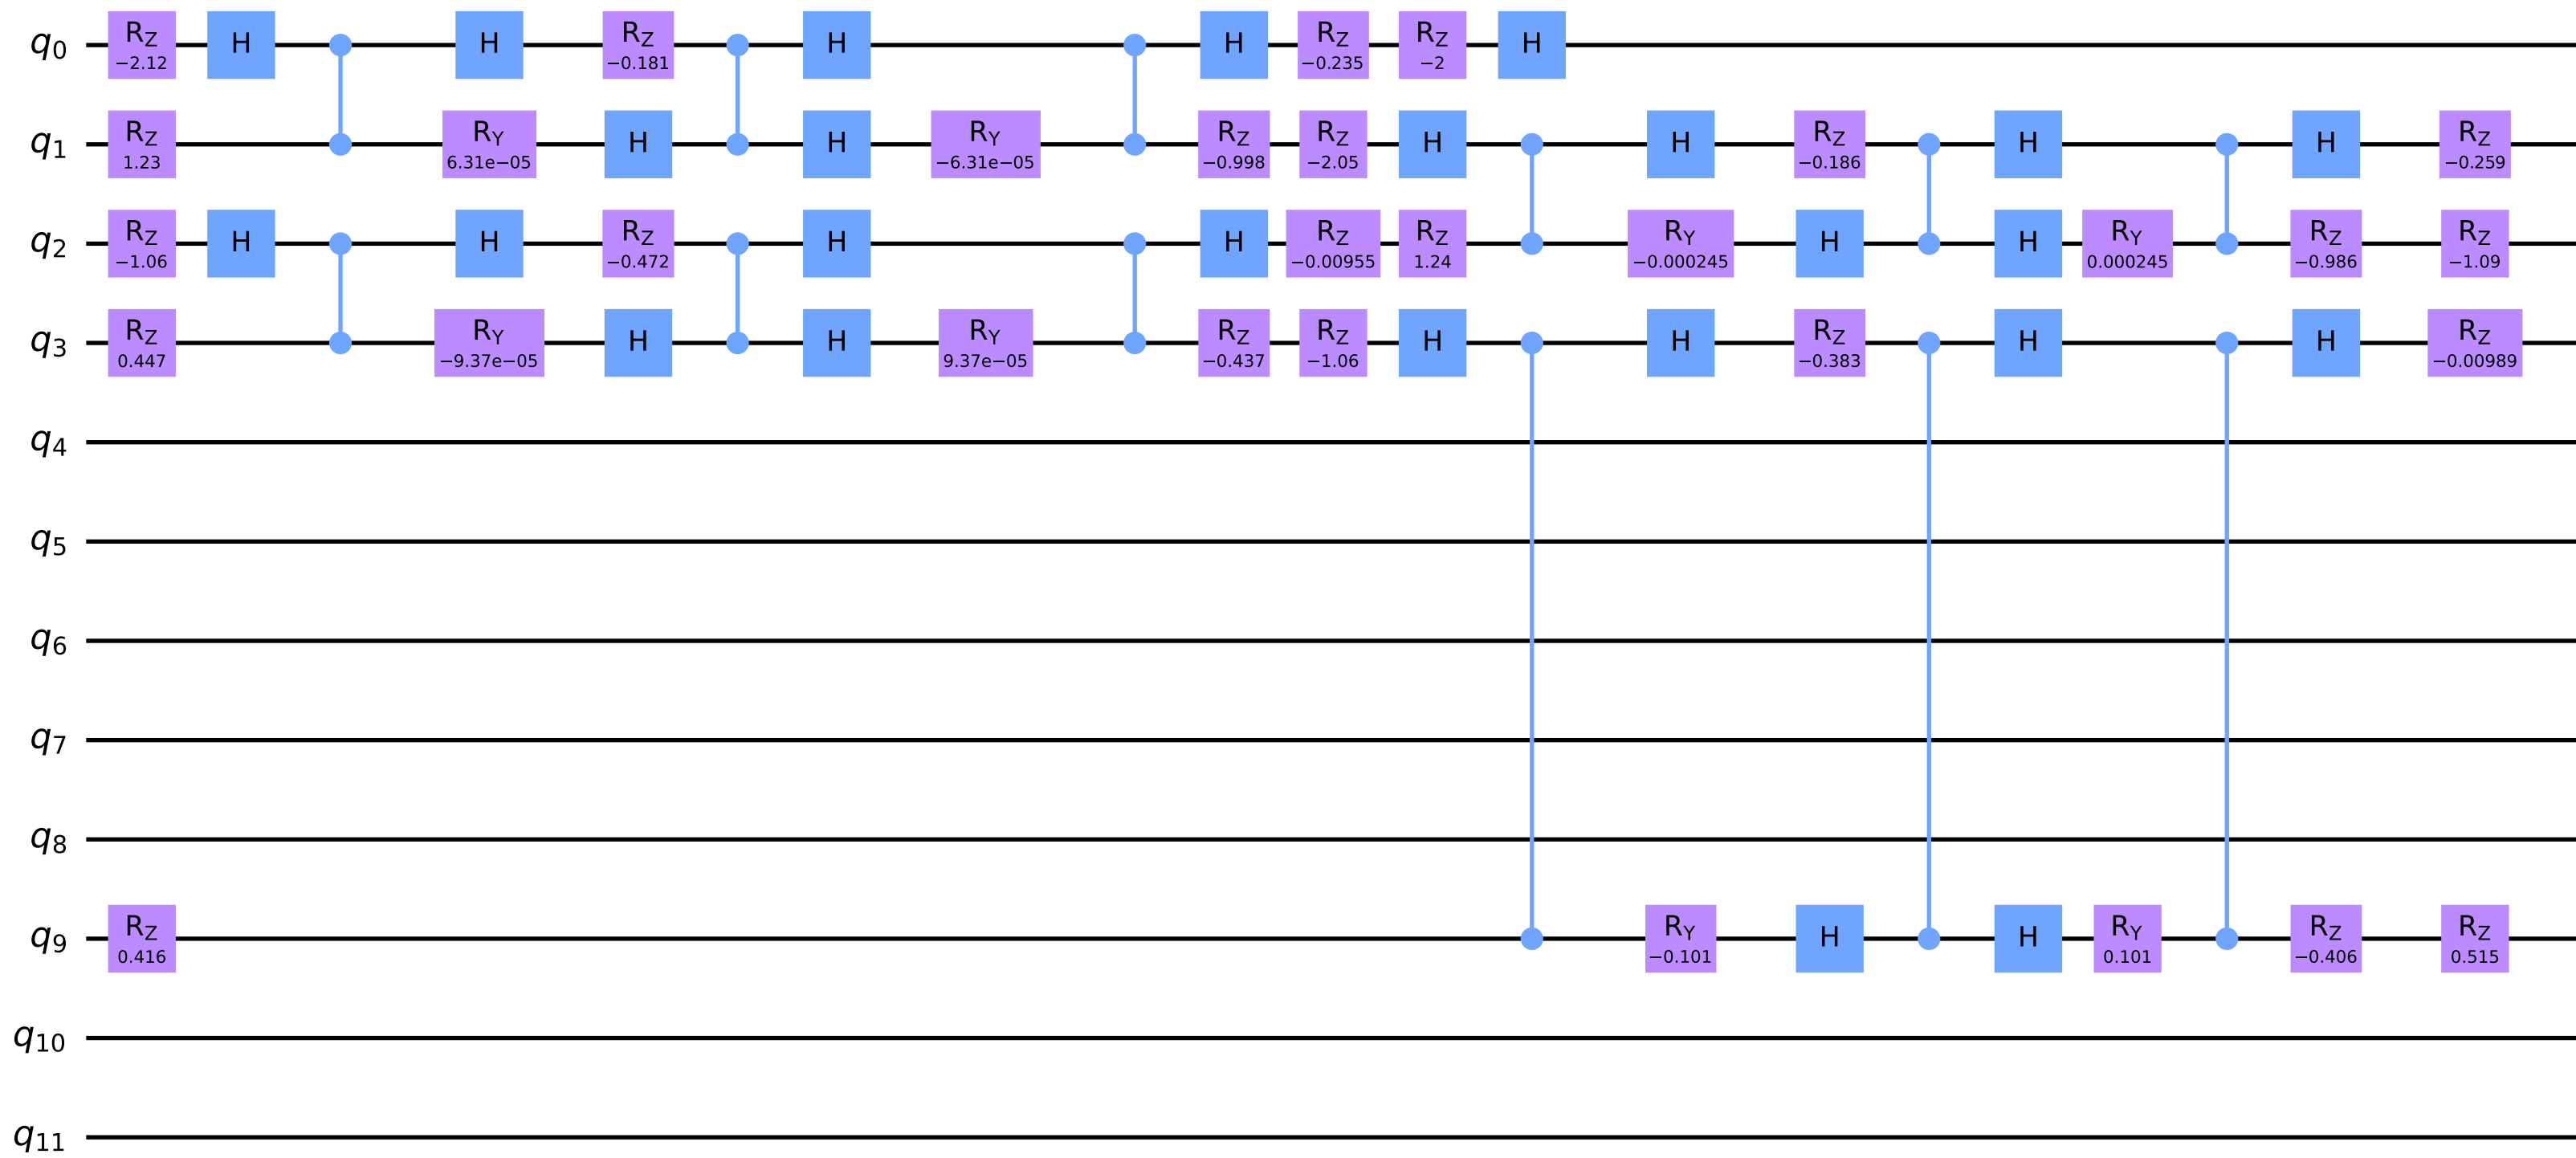 q0 RZ −2.12 H H RZ −0.181 H H RZ −0.235 RZ −2 H
q1 RZ 1.23 RY 6.31e−05 H H RY −6.31e−05 RZ −0.998 RZ −2.05 H H RZ −0.186 H H RZ −0.259
q2 RZ −1.06 H H RZ −0.472 H H RZ −0.00955 RZ 1.24 RY −0.000245 H H RY 0.000245 RZ −0.986 RZ −1.09
q3 RZ 0.447 RY −9.37e−05 H H RY 9.37e−05 RZ −0.437 RZ −1.06 H H RZ −0.383 H H RZ −0.00989
q4
q5
q6
q7
q8
q9 RZ 0.416 RY −0.101 H H RY 0.101 RZ −0.406 RZ 0.515
q10
q11